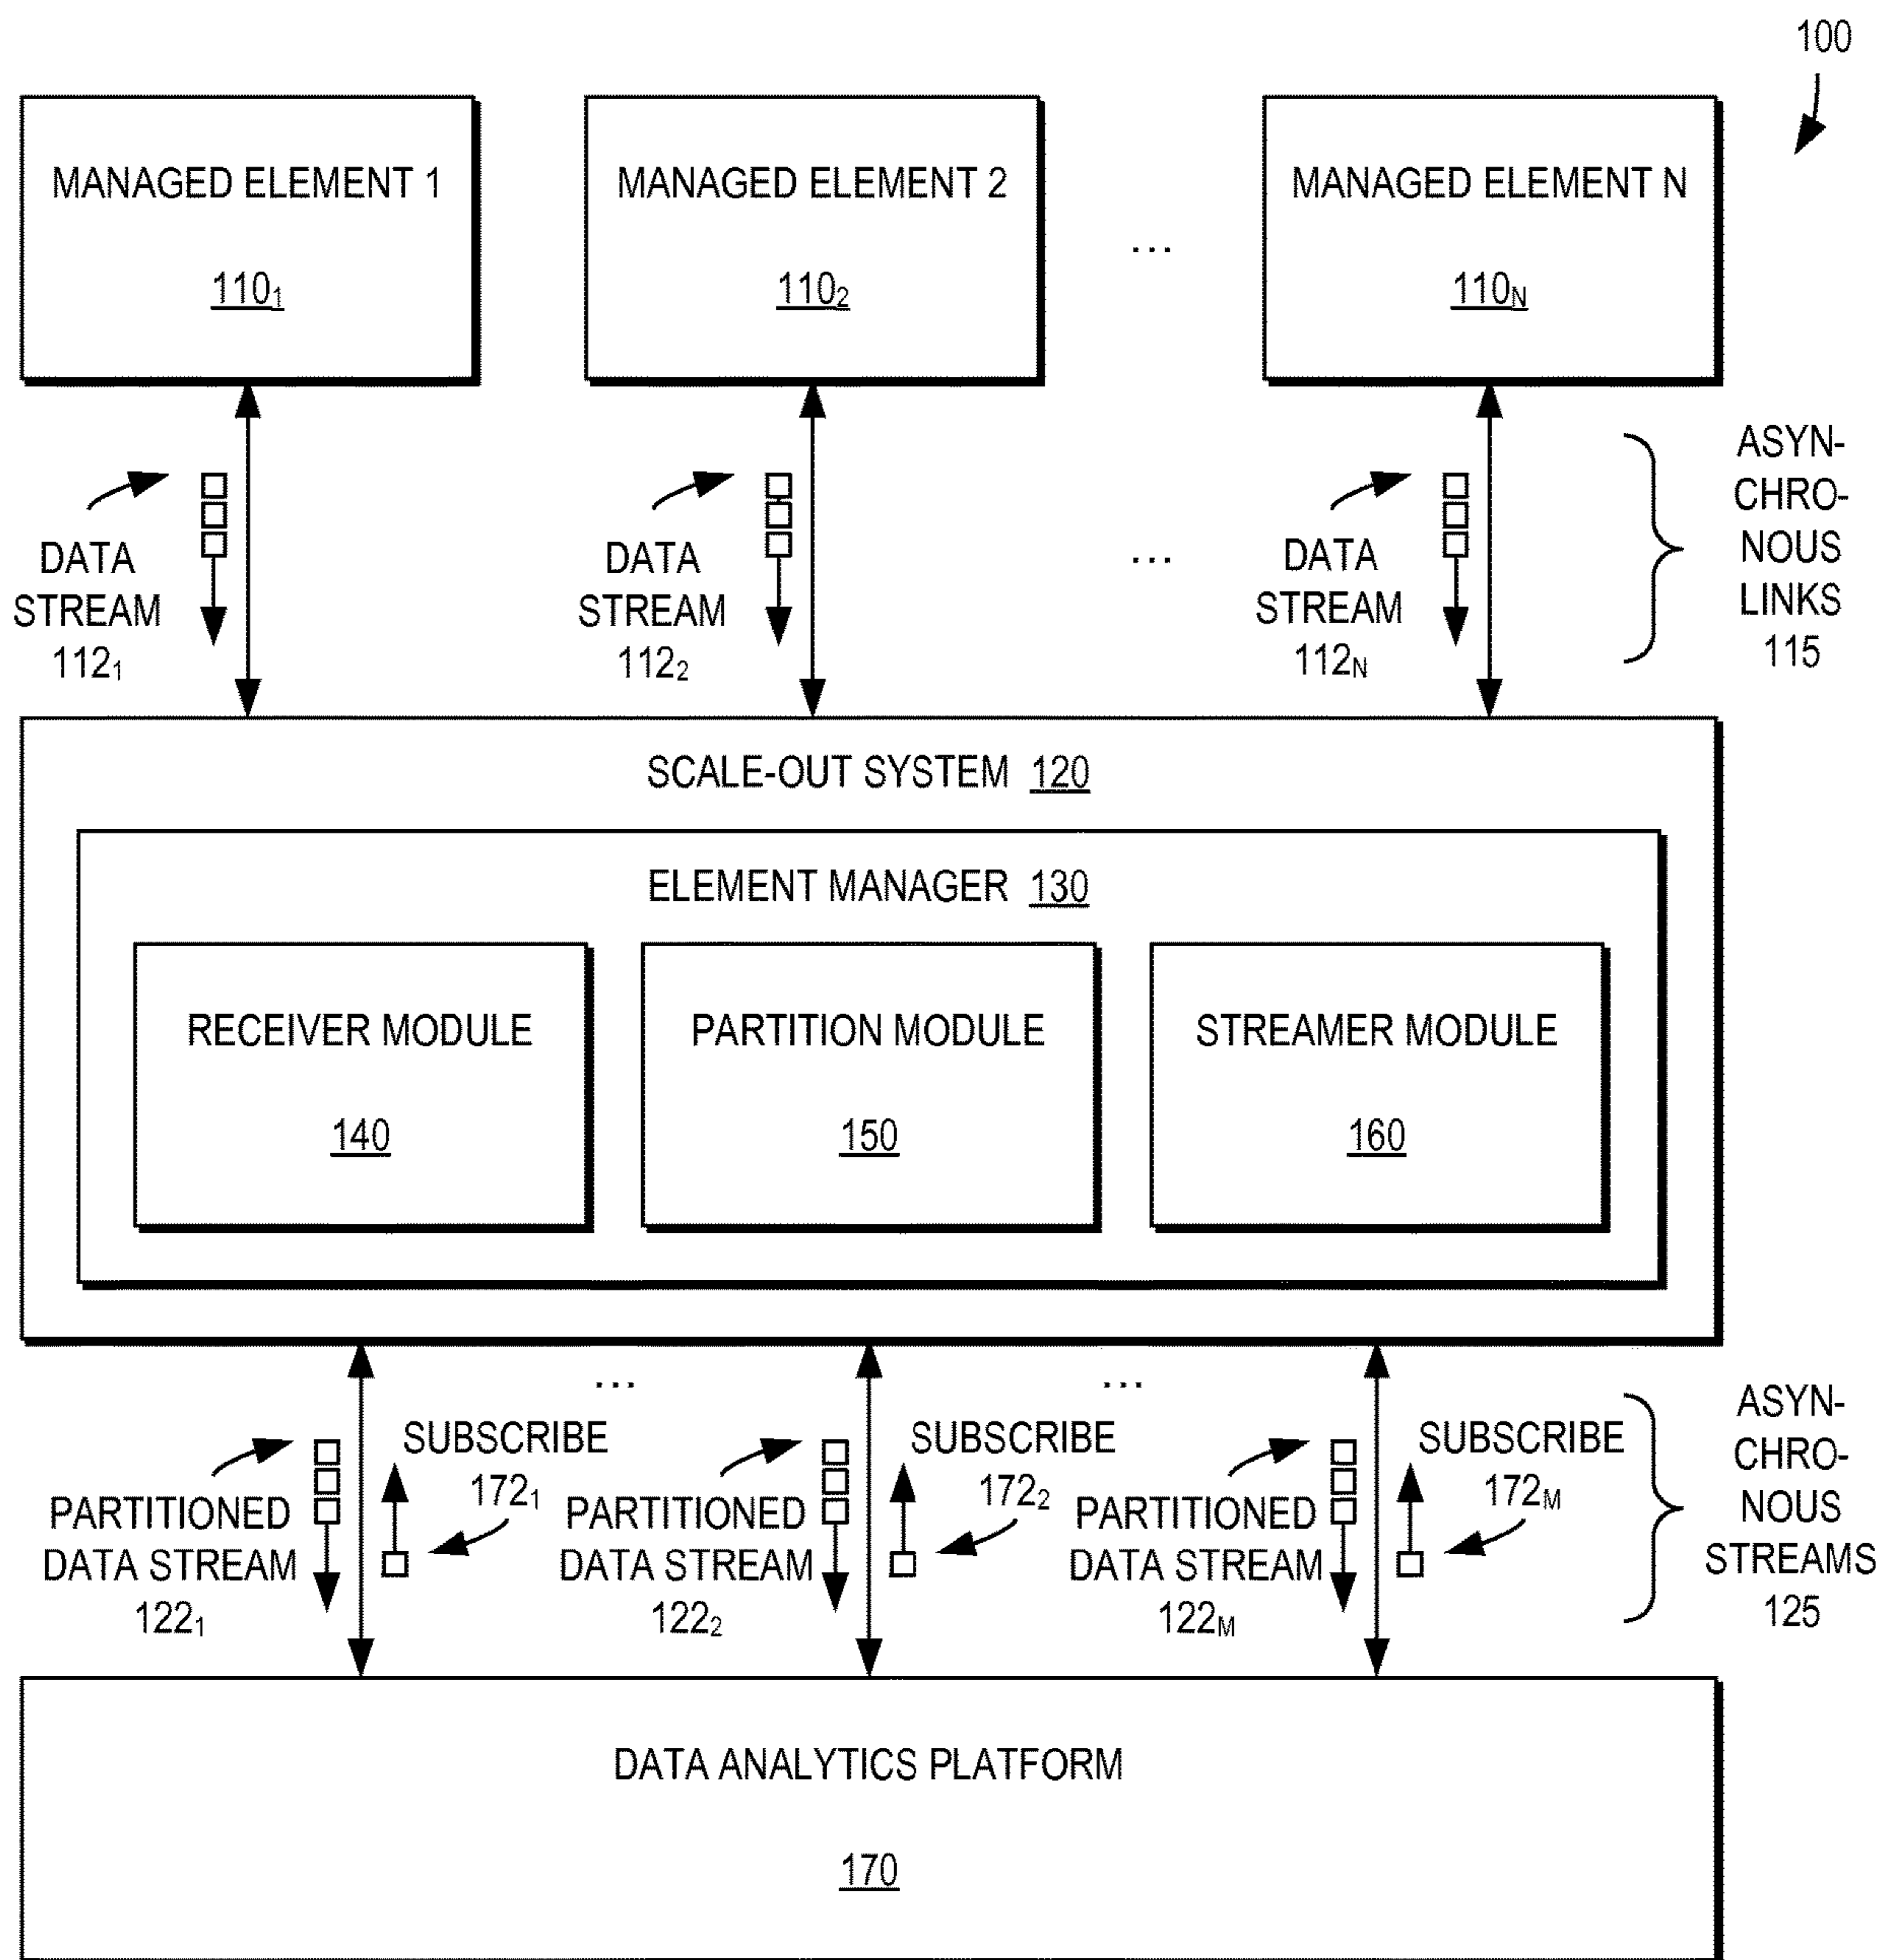 100
MANAGED ELEMENT 1
110₁
MANAGED ELEMENT 2
110₂
...
MANAGED ELEMENT N
110N
DATA
STREAM
112₁
DATA
STREAM
112₂
...
DATA
STREAM
112N
ASYN-
CHRO-
NOUS
LINKS
115
SCALE-OUT SYSTEM 120
ELEMENT MANAGER 130
RECEIVER MODULE
140
PARTITION MODULE
150
STREAMER MODULE
160
PARTITIONED
DATA STREAM
122₁
SUBSCRIBE
172₁
...
PARTITIONED
DATA STREAM
122₂
SUBSCRIBE
172₂
...
PARTITIONED
DATA STREAM
122M
SUBSCRIBE
172M
ASYN-
CHRO-
NOUS
STREAMS
125
DATA ANALYTICS PLATFORM
170